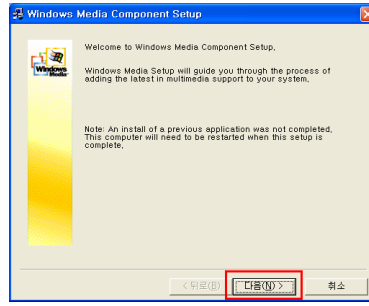 Windows Media Component Setup
Windows
Media
Welcome to Windows Media Component Setup,
Windows Media Setup will guide you through the process of
adding the latest in multimedia support to your system,
Note: An install of a previous application was not completed,
This computer will need to be restarted when this setup is
complete,
< 뒤로(B) 다음(N) > 취소